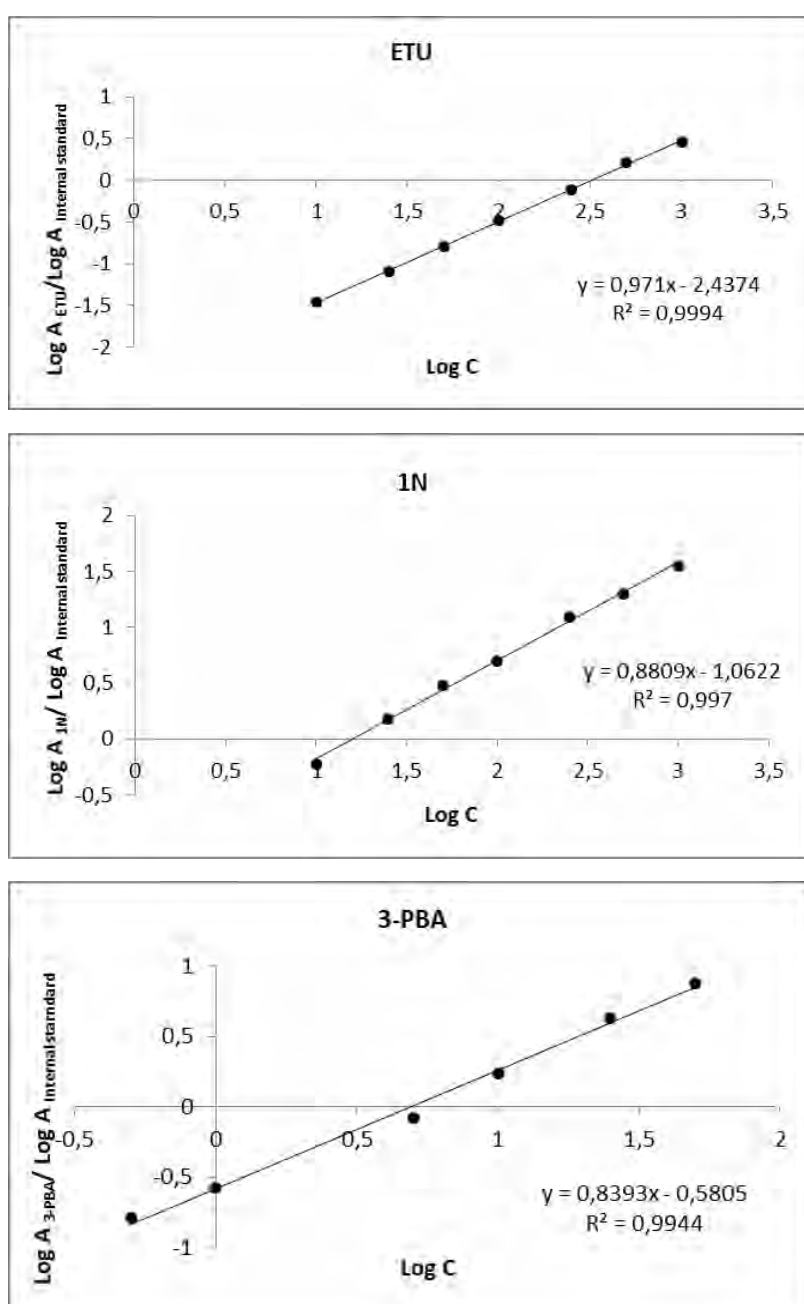 ETU
Log A ETU/Log A Internal standard
1
0,5
0
-0,5
-1
-1,5
-2
0 0,5 1 1,5 2 2,5 3 3,5
y = 0,971x - 2,4374
R² = 0,9994
Log C
1N
Log A 1N/ Log A Internal standard
2
1,5
1
0,5
0
-0,5
0 0,5 1 1,5 2 2,5 3 3,5
y = 0,8809x - 1,0622
R² = 0,997
Log C
3-PBA
Log A 3-PBA/ Log A Internal starndard
1
0,5
0
-0,5
-1
-0,5 0 0,5 1 1,5 2
y = 0,8393x - 0,5805
R² = 0,9944
Log C